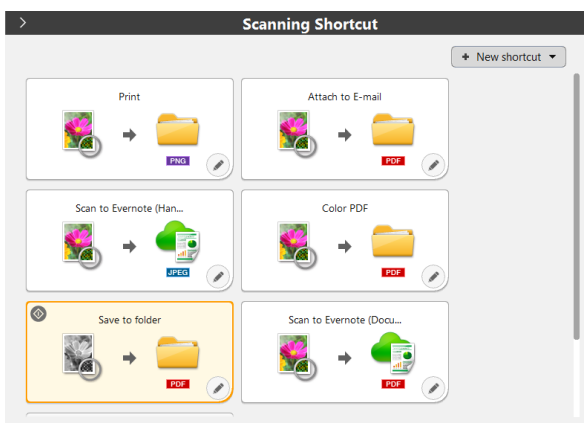 Scanning Shortcut
+ New shortcut
Print
PNG
Attach to E-mail
PDF
Scan to Evernote (Han...
JPEG
Color PDF
PDF
Save to folder
PDF
Scan to Evernote (Docu...
PDF